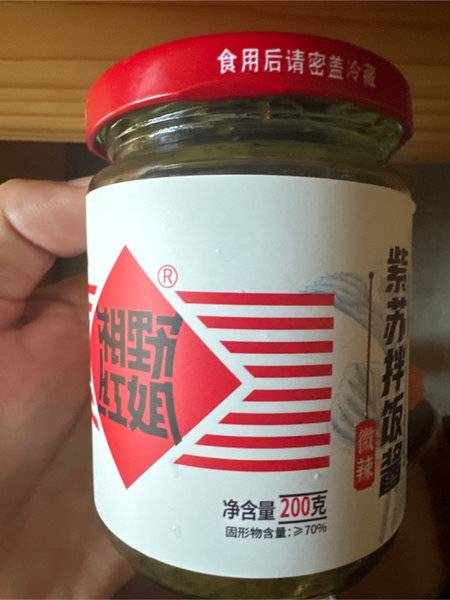 食用后请密盖冷藏
®
湘野
红姐
紫苏拌饭酱
微辣
净含量 200克
固形物含量:≥70%